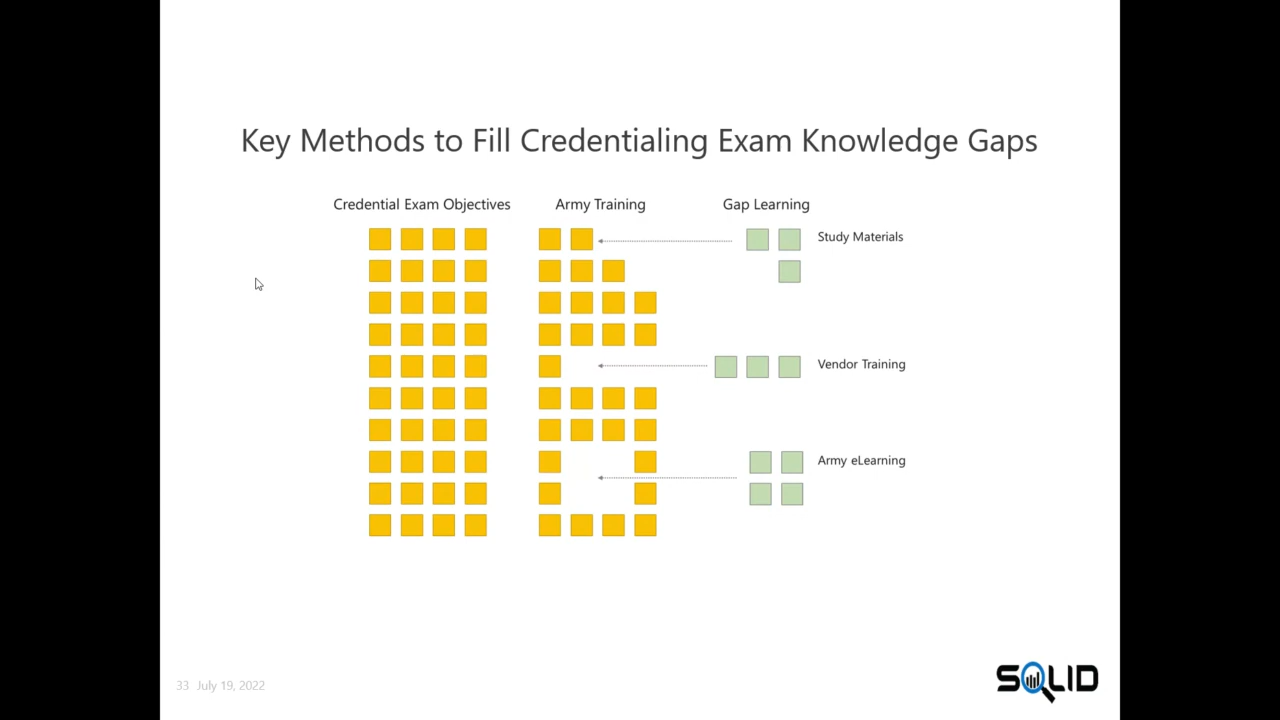 Key Methods to Fill Credentialing Exam Knowledge Gaps
Credential Exam Objectives
Army Training
Gap Learning
Study Materials
Vendor Training
Army eLearning
33 July 19, 2022
SQLID